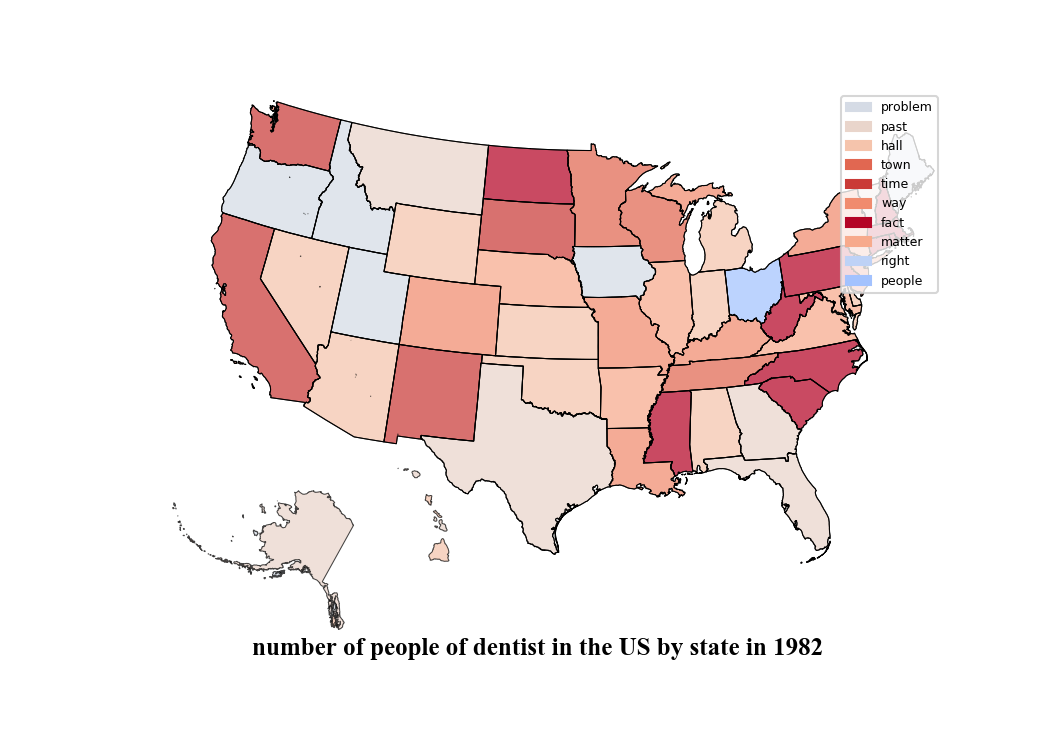 problem
past
hall
town
time
way
fact
matter
right
people
number of people of dentist in the US by state in 1982